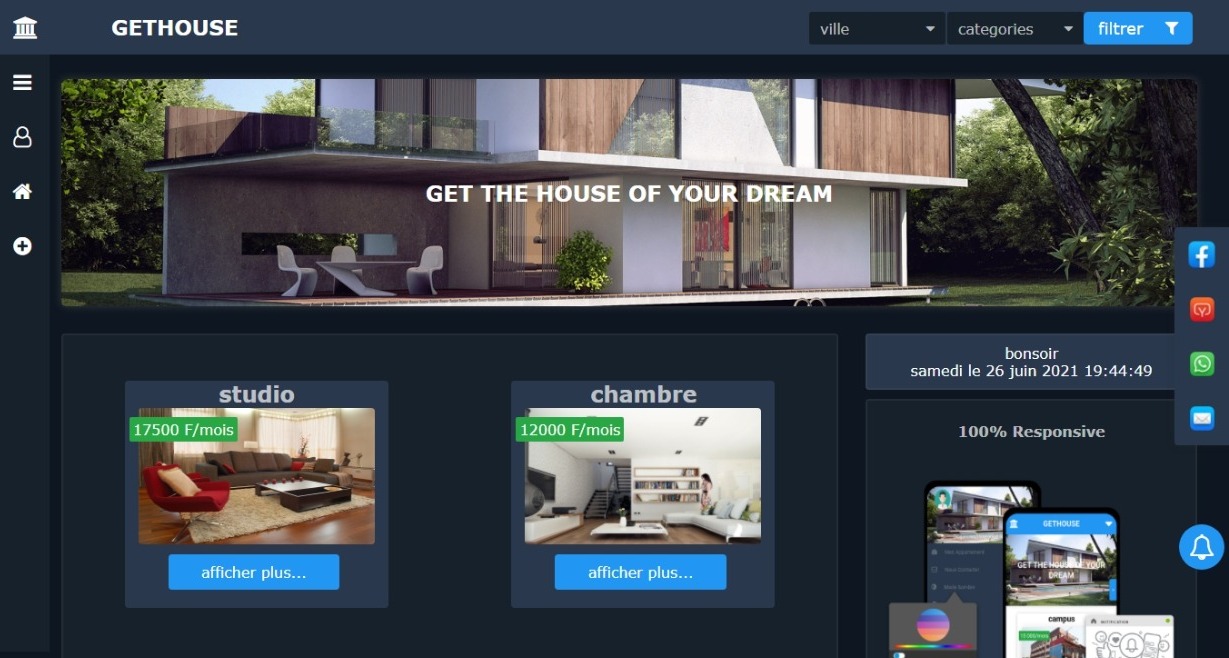 GETHOUSE
ville
categories
filtrer
GET THE HOUSE OF YOUR DREAM
studio
17500 F/mois
afficher plus...
chambre
12000 F/mois
afficher plus...
bonsoir
samedi le 26 juin 2021 19:44:49
100% Responsive
GETHOUSE
GET THE HOUSE OF YOUR
DREAM
campus
NOTIFICATION